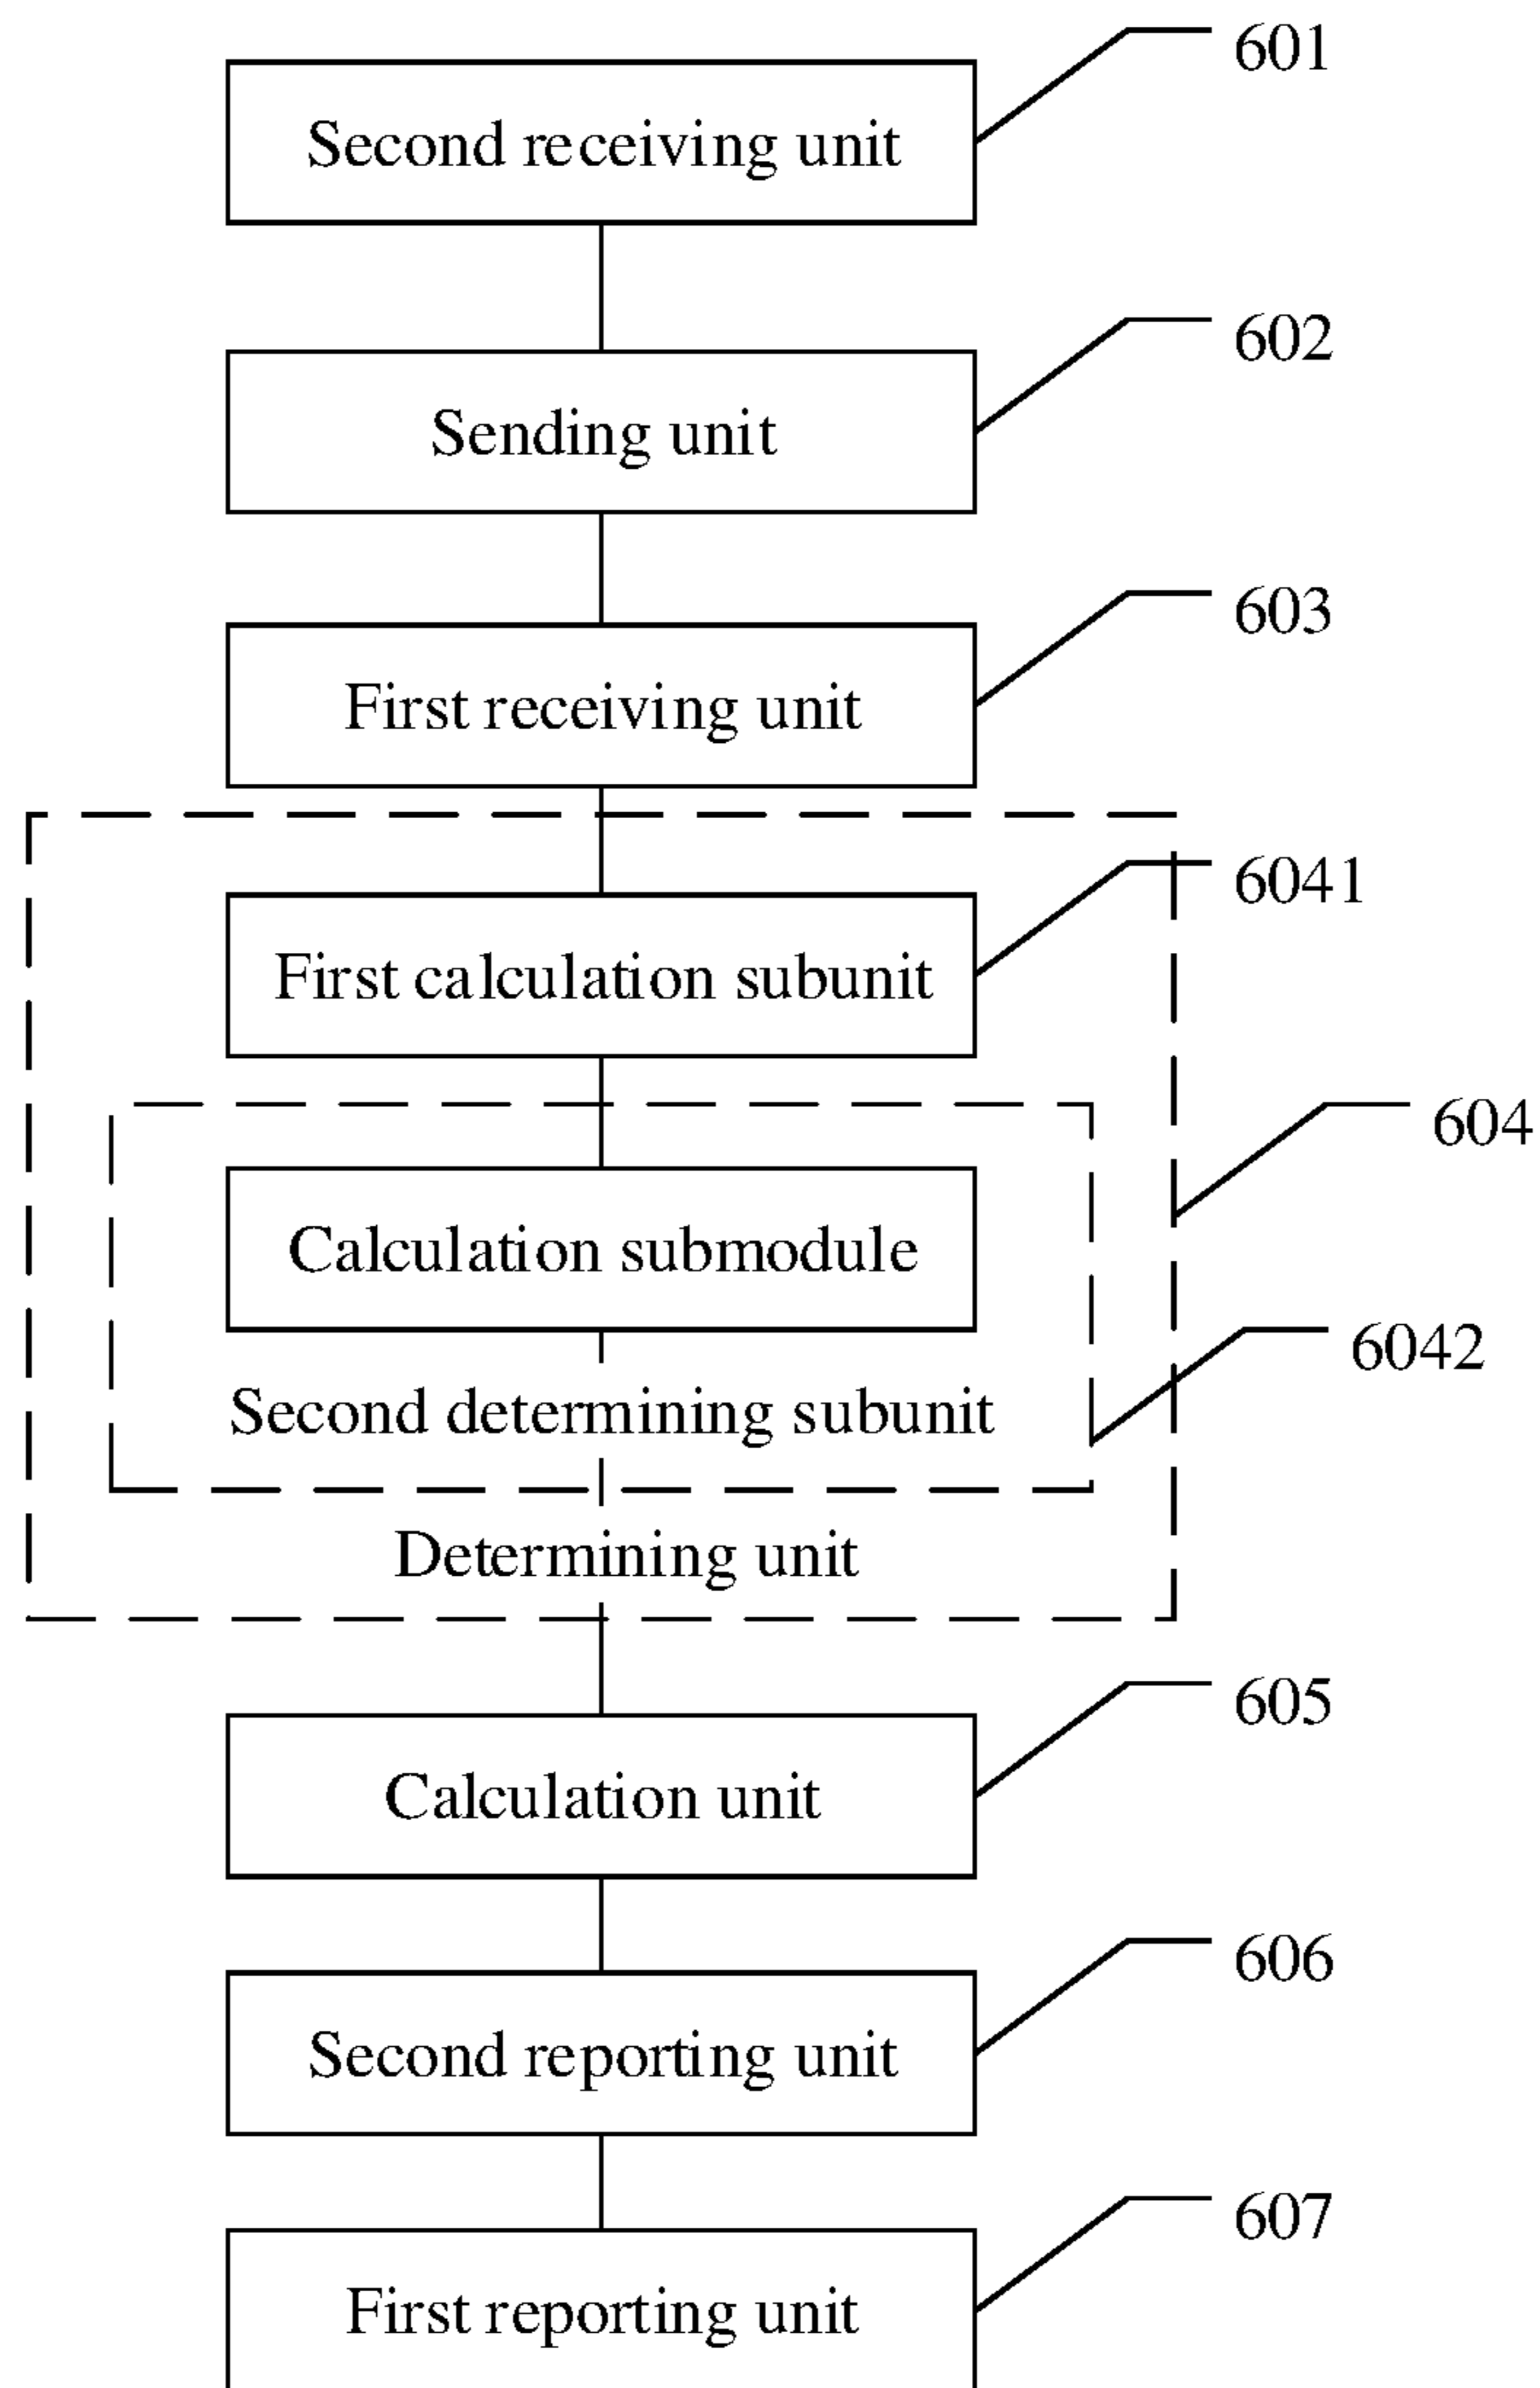 601
Second receiving unit
602
Sending unit
603
First receiving unit
6041
First calculation subunit
604
Calculation submodule
6042
Second determining subunit
Determining unit
605
Calculation unit
606
Second reporting unit
607
First reporting unit